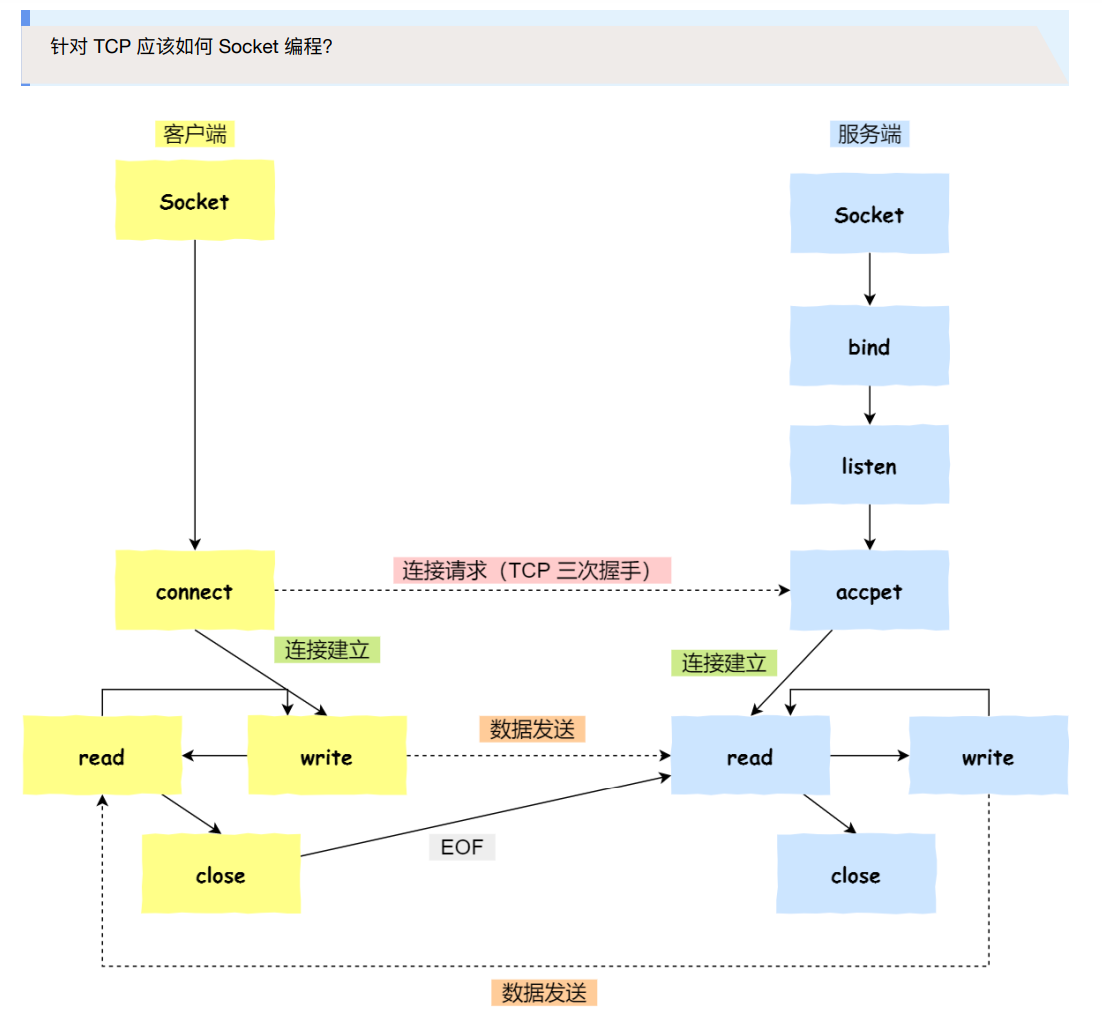 针对 TCP 应该如何 Socket 编程?
客户端
服务端
Socket
Socket
bind
listen
连接请求（TCP 三次握手）
connect
accpet
连接建立
连接建立
数据发送
read
write
read
write
EOF
close
close
数据发送